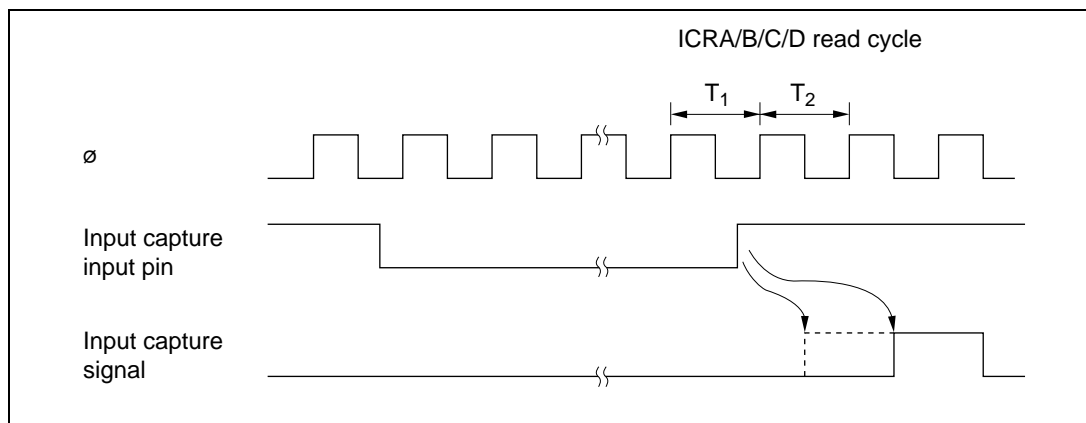 ICRA/B/C/D read cycle
T1 T2
ø
Input capture
input pin
Input capture
signal